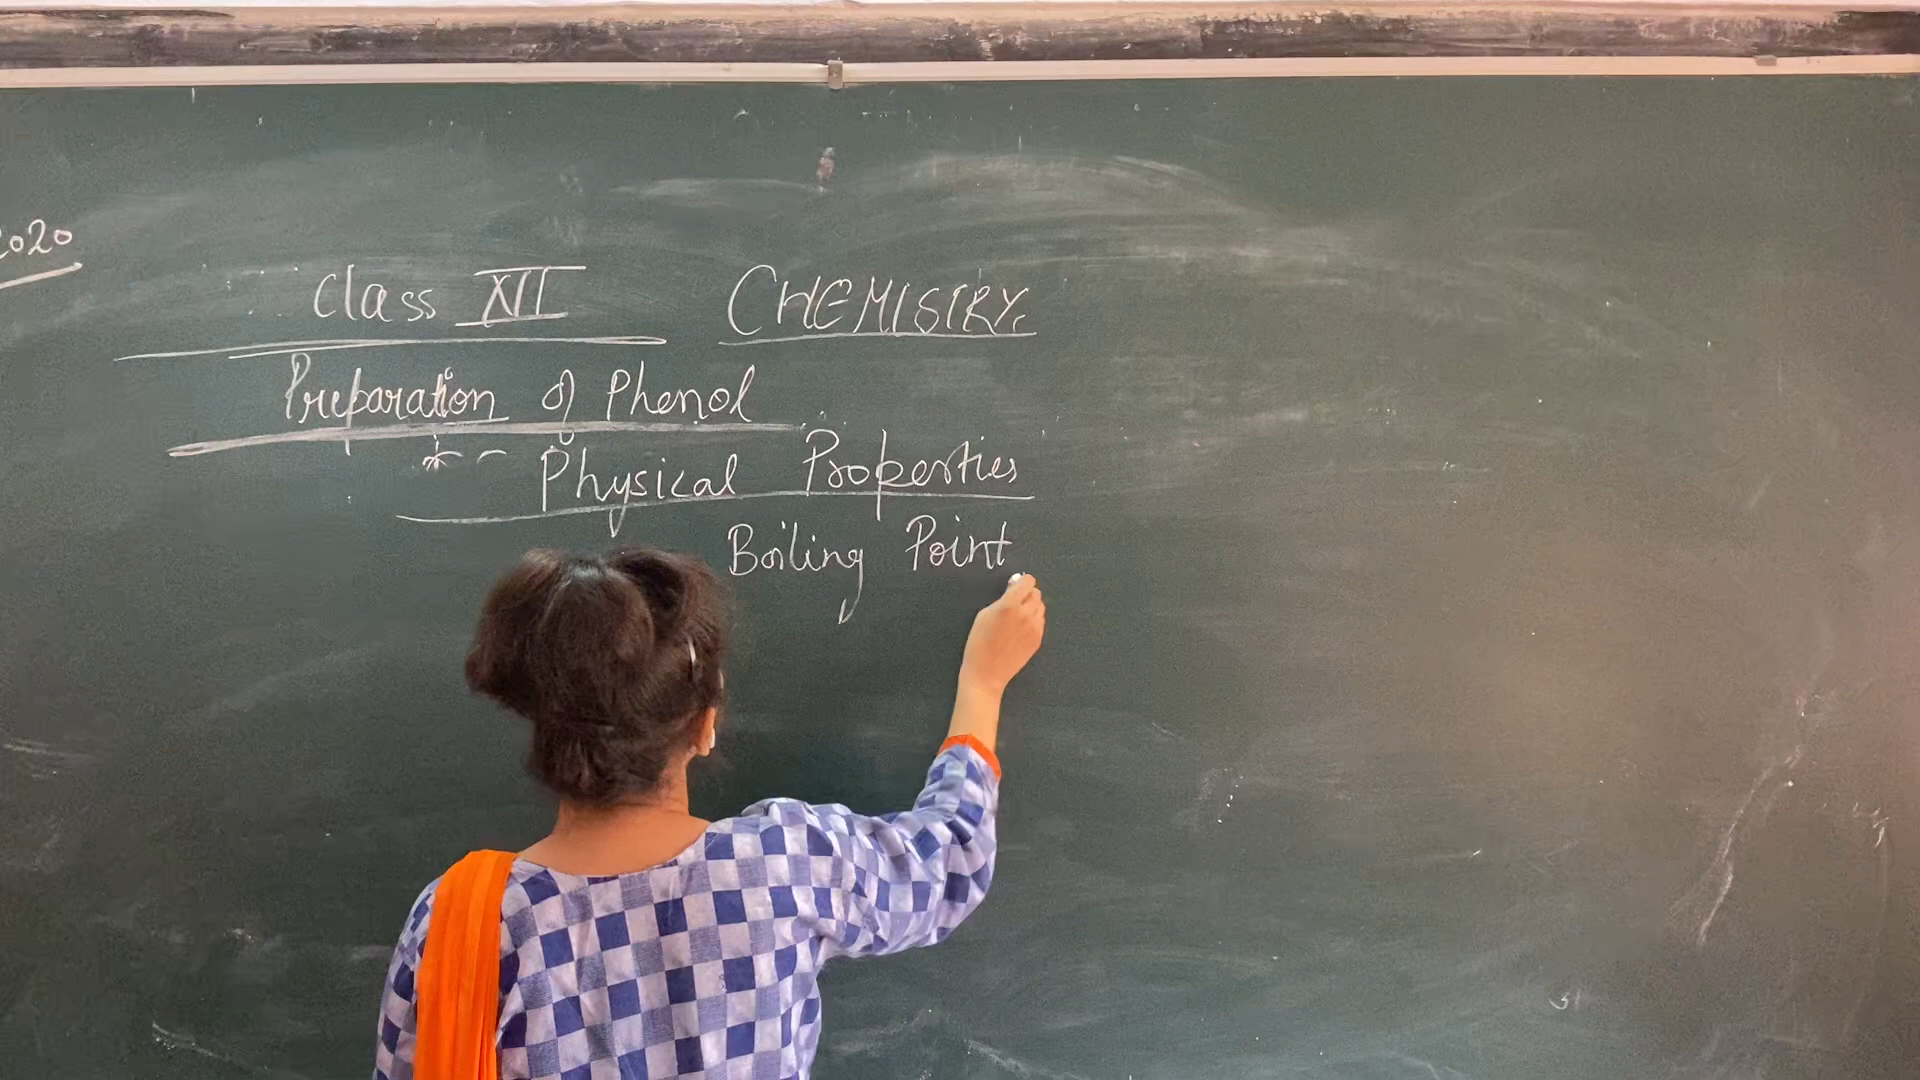 2020
Class XII CHEMISTRY
Preparation of Phenol
Physical Properties
Boiling Point